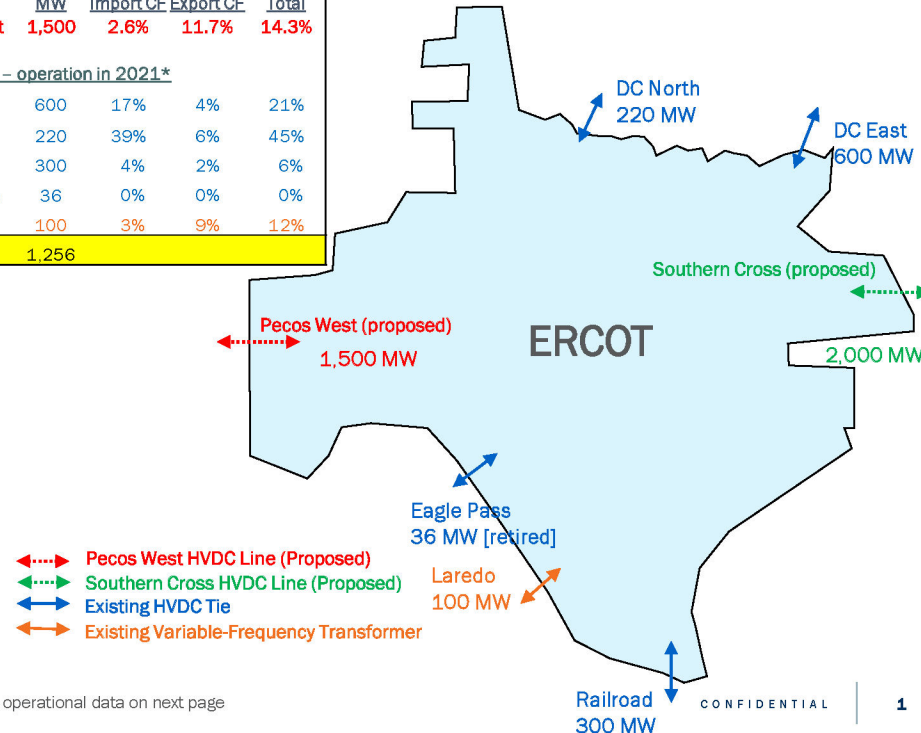 MW Import CF Export CF Total
1,500 2.6% 11.7% 14.3%
– operation in 2021*
600 17% 4% 21%
220 39% 6% 45%
300 4% 2% 6%
36 0% 0% 0%
100 3% 9% 12%
1,256
DC North
220 MW
DC East
600 MW
Southern Cross (proposed)
2,000 MW
Pecos West (proposed)
1,500 MW
ERCOT
Eagle Pass
36 MW [retired]
Laredo
100 MW
Railroad
300 MW
Pecos West HVDC Line (Proposed)
Southern Cross HVDC Line (Proposed)
Existing HVDC Tie
Existing Variable-Frequency Transformer
operational data on next page
CONFIDENTIAL
1